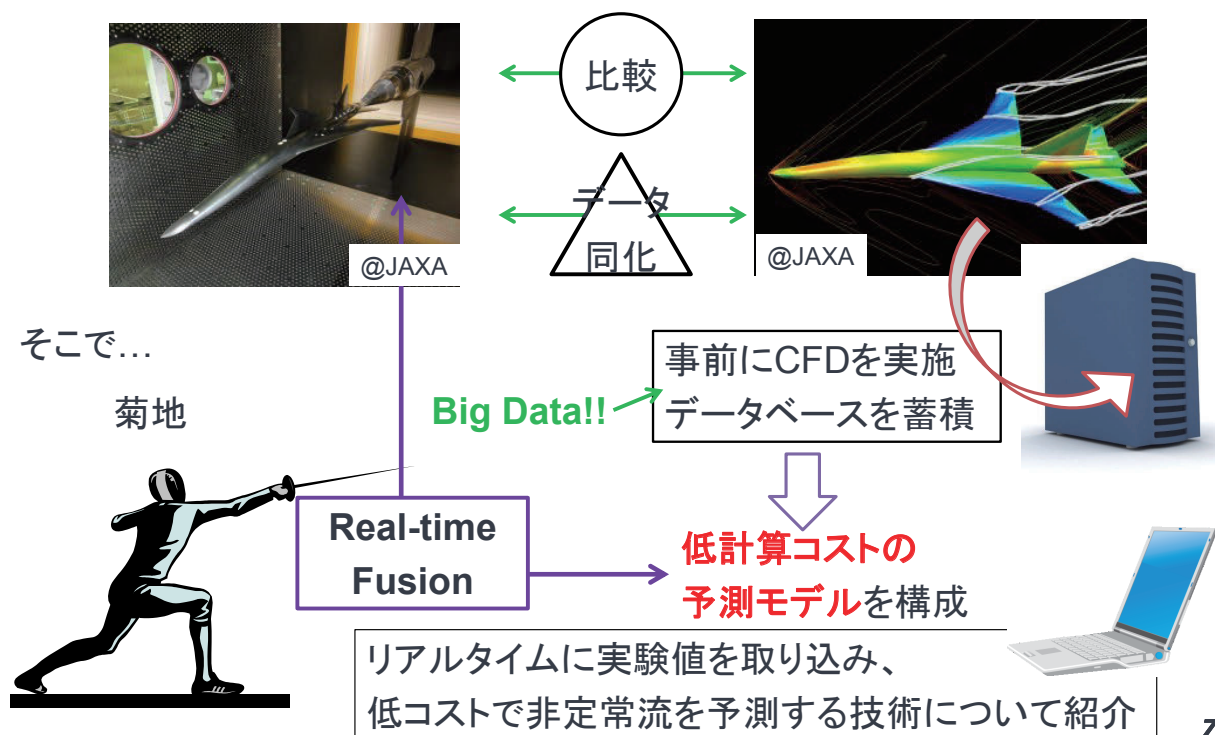 比較
データ
同化
@JAXA
@JAXA
そこで…
菊地
Big Data!!
事前にCFDを実施
データベースを蓄積
Real-time
Fusion
低計算コストの
予測モデルを構成
リアルタイムに実験値を取り込み、
低コストで非定常流を予測する技術について紹介